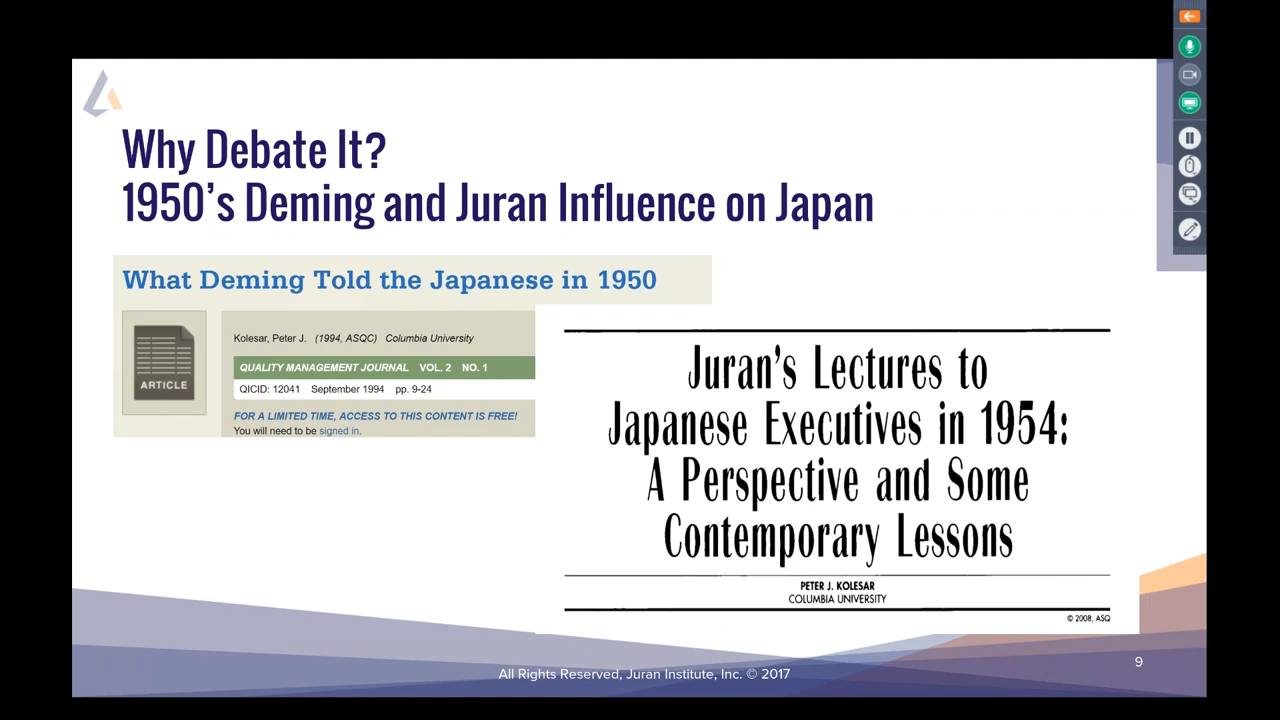 Why Debate It?
1950's Deming and Juran Influence on Japan
What Deming Told the Japanese in 1950
ARTICLE
Kolesar, Peter J. (1994, ASQC) Columbia University
QUALITY MANAGEMENT JOURNAL VOL. 2 NO. 1
QICID: 12041 September 1994 pp. 9-24
FOR A LIMITED TIME, ACCESS TO THIS CONTENT IS FREE!
You will need to be signed in.
Juran's Lectures to
Japanese Executives in 1954:
A Perspective and Some
Contemporary Lessons
PETER J. KOLESAR
COLUMBIA UNIVERSITY
© 2008, ASQ
All Rights Reserved, Juran Institute, Inc. © 2017
9